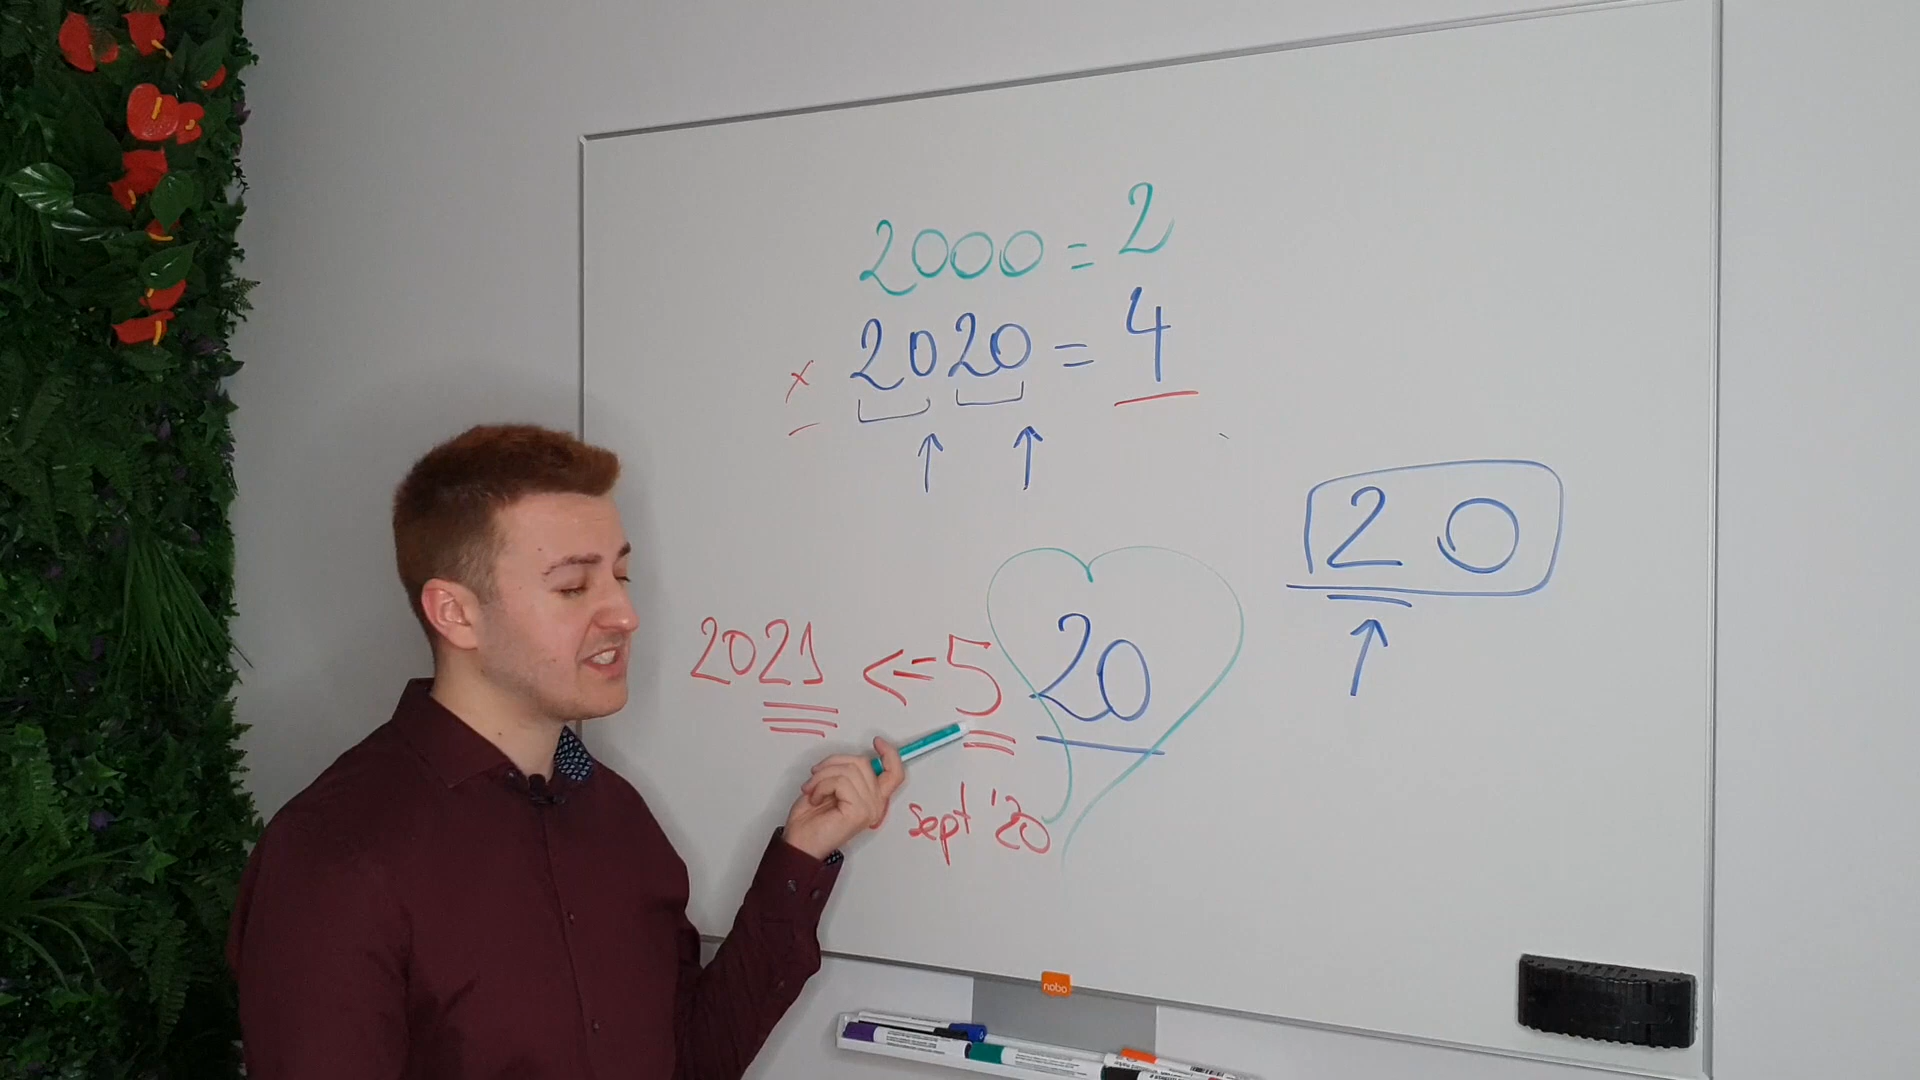 2000 = 2
x 2020 = 4
20
2021 <= 5 20
sept '20
nobo